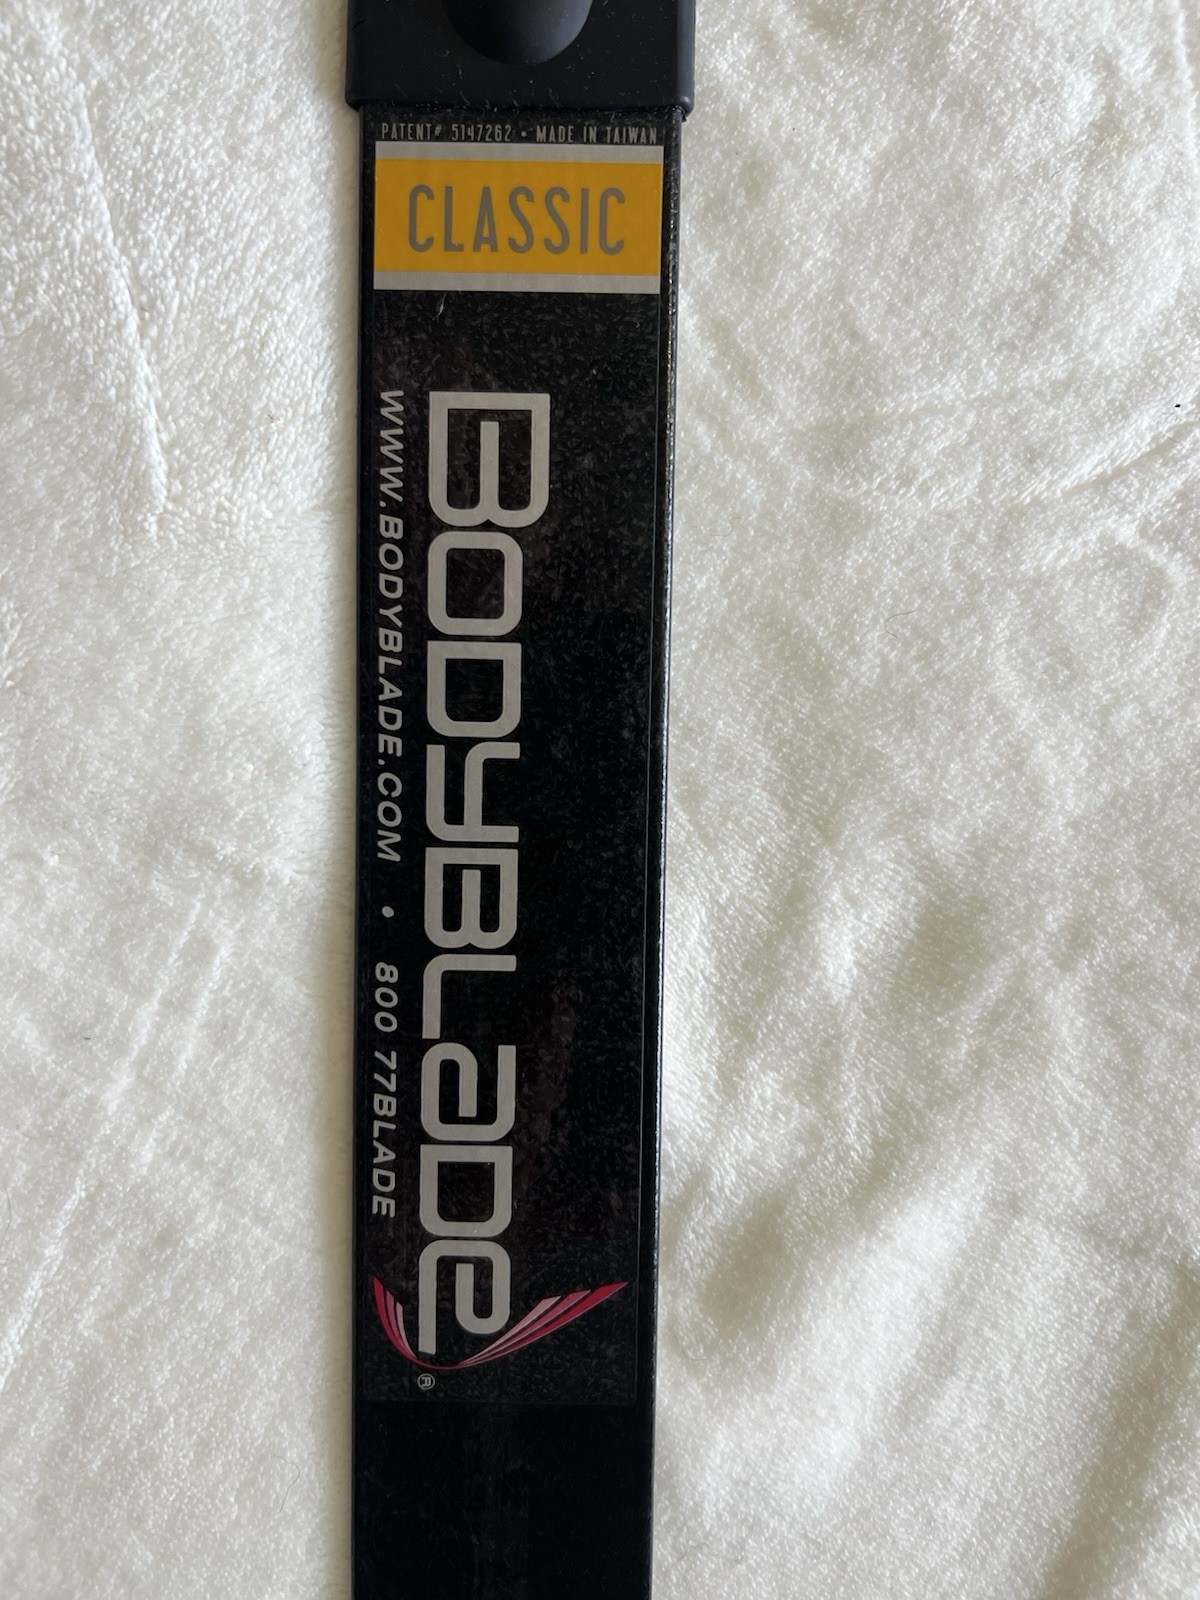 PATENT# 5147262 • MADE IN TAIWAN
CLASSIC
BODYBLADE®
WWW.BODYBLADE.COM • 800 77BLADE